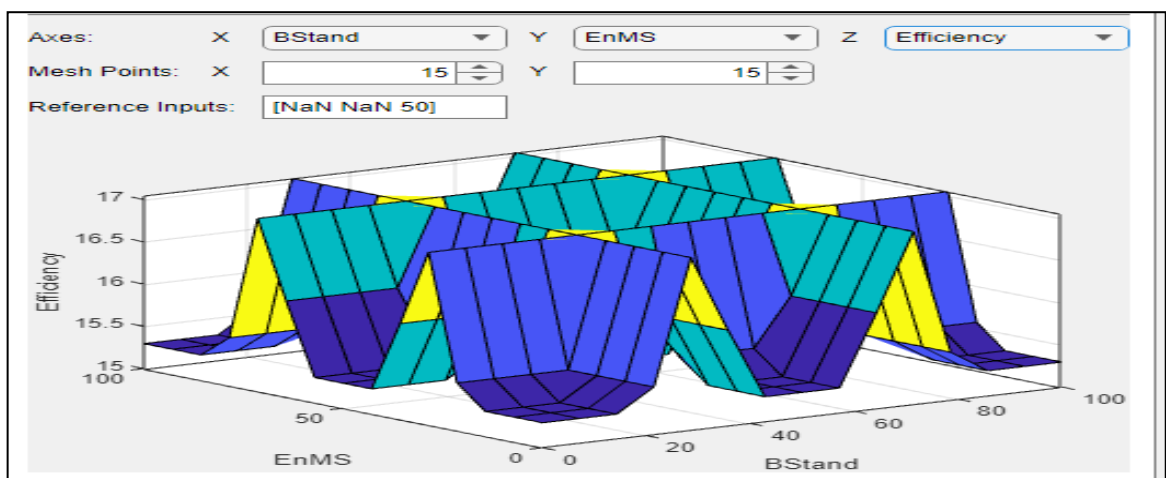 Axes: X BStand Y EnMS Z Efficiency
Mesh Points: X 15 Y 15
Reference Inputs: [NaN NaN 50]
17
16.5
16
15.5
15
Efficiency
100
50
0
EnMS
0
20
40
60
80
100
BStand